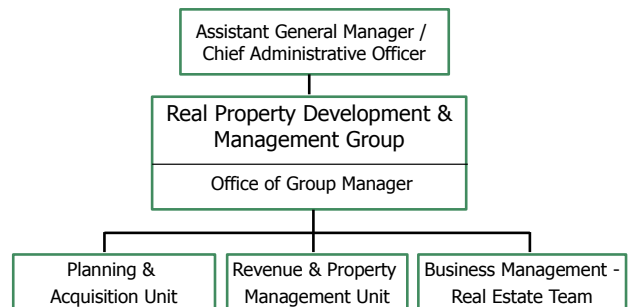 Assistant General Manager /
Chief Administrative Officer
Real Property Development &
Management Group
Office of Group Manager
Planning &
Acquisition Unit
Revenue & Property
Management Unit
Business Management -
Real Estate Team